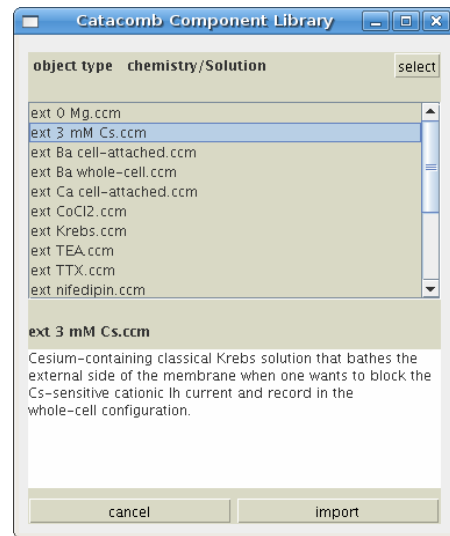 Catacomb Component Library
object type chemistry/Solution select
ext 0 Mg.ccm
ext 3 mM Cs.ccm
ext Ba cell-attached.ccm
ext Ba whole-cell.ccm
ext Ca cell-attached.ccm
ext CoCl2.ccm
ext Krebs.ccm
ext TEA.ccm
ext TTX.ccm
ext nifedipin.ccm
ext 3 mM Cs.ccm
Cesium-containing classical Krebs solution that bathes the
external side of the membrane when one wants to block the
Cs-sensitive cationic Ih current and record in the
whole-cell configuration.
cancel import